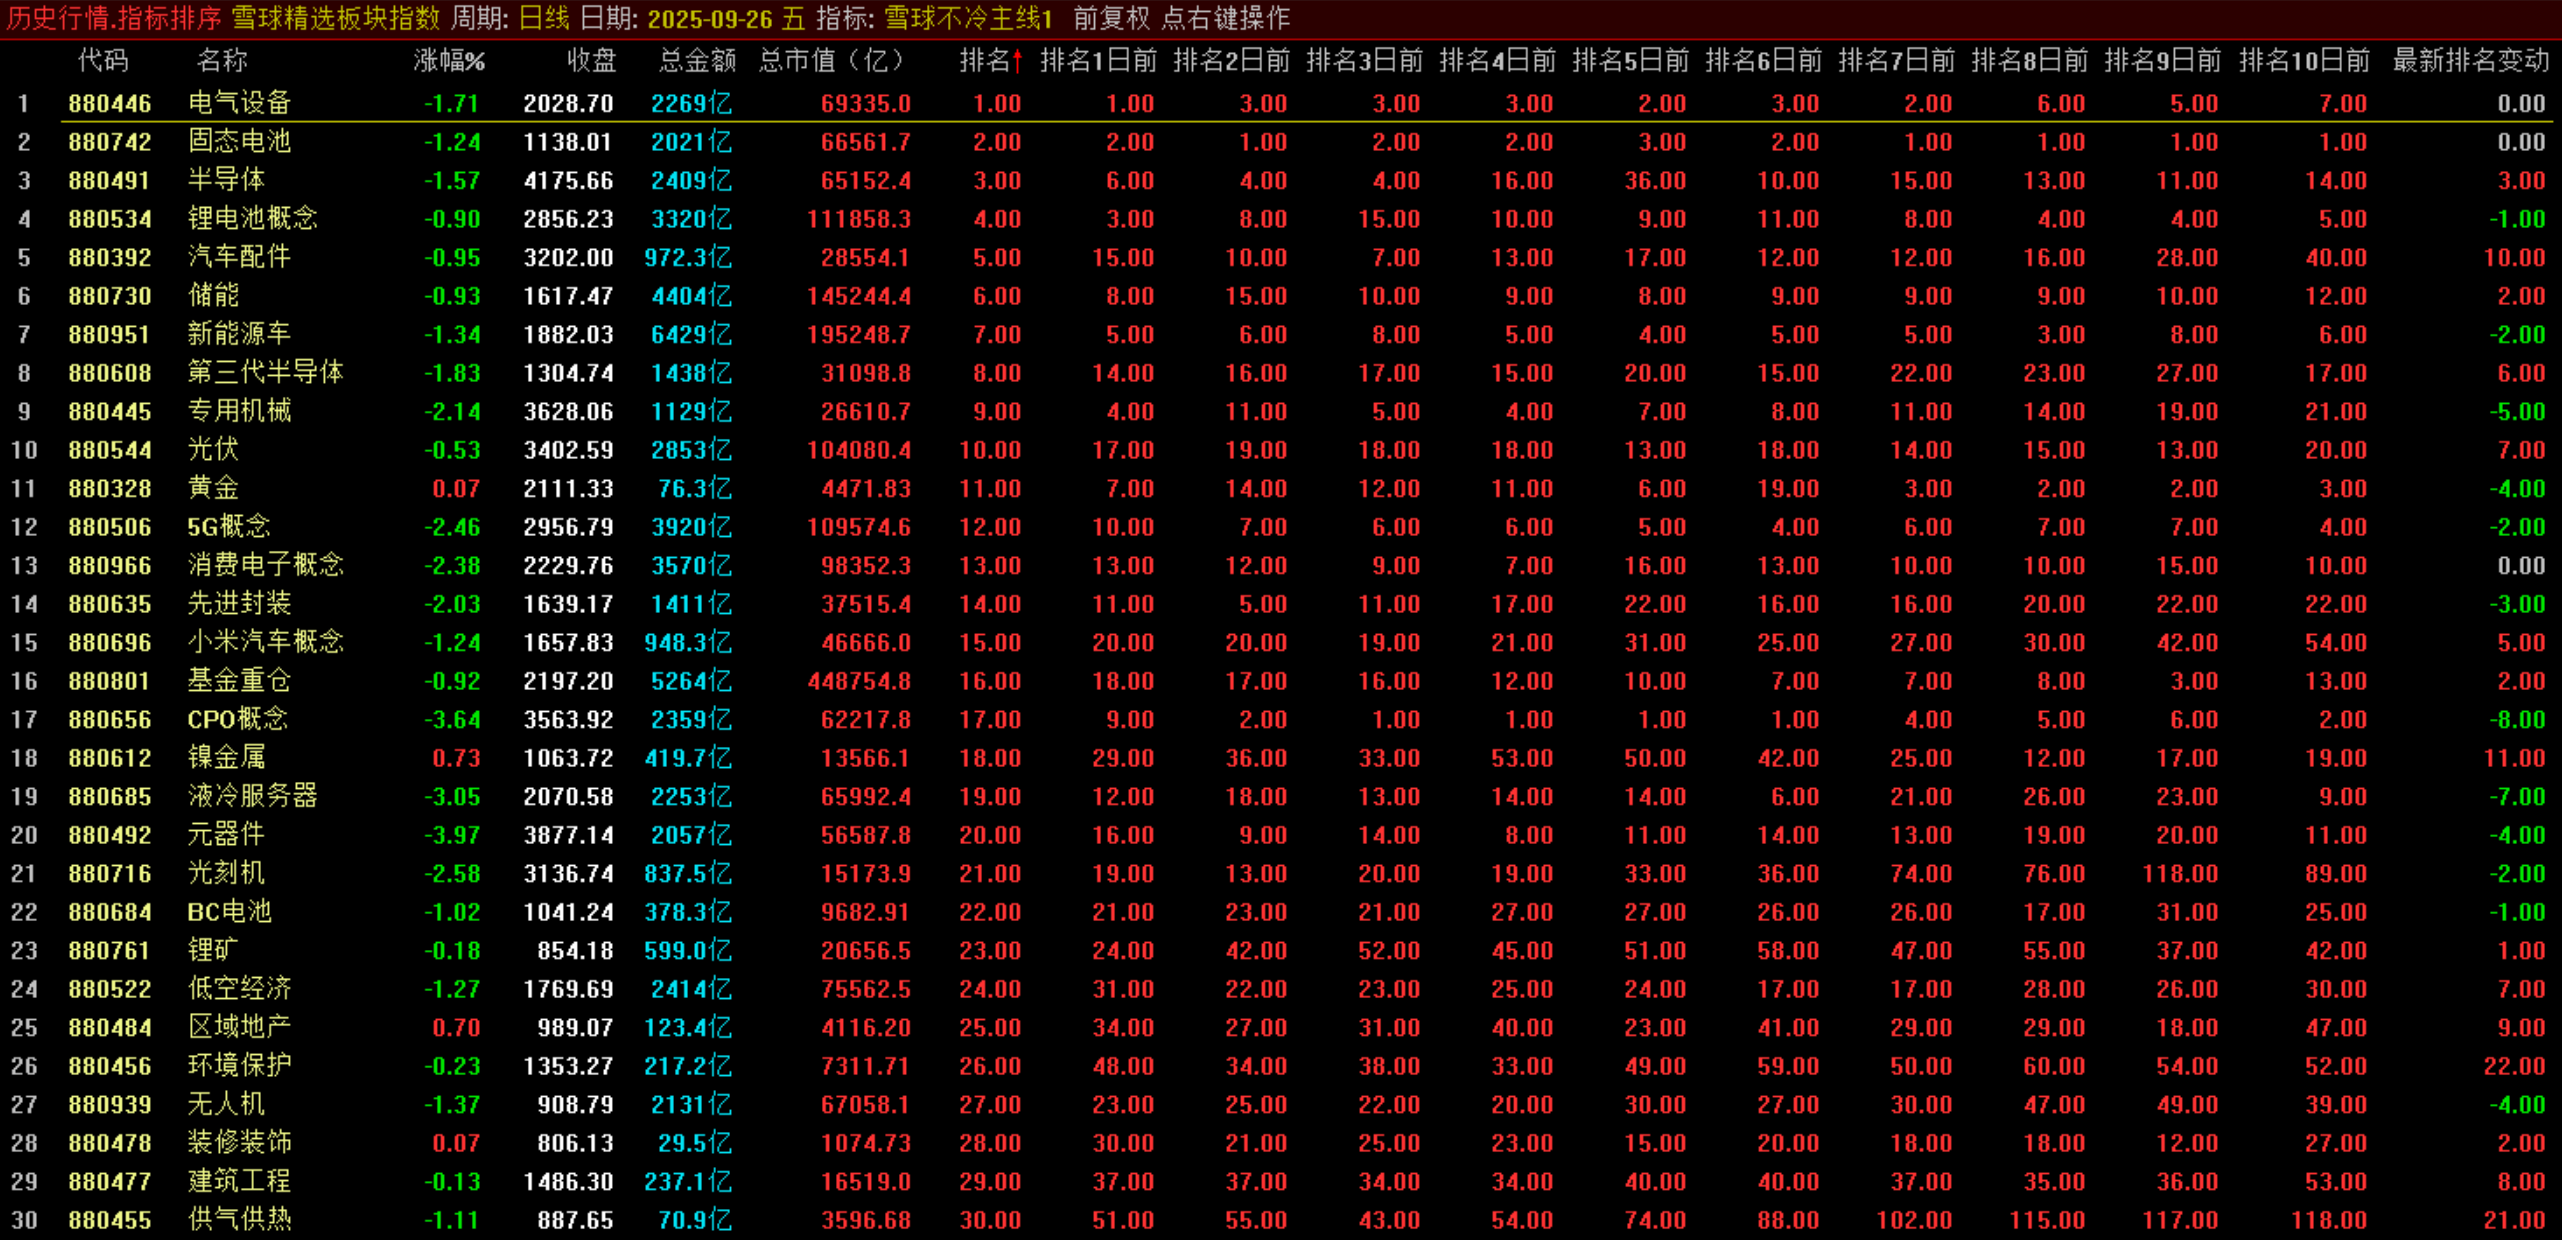 历史行情.指标排序 雪球精选板块指数 周期: 日线 日期: 2025-09-26 五 指标: 雪球不冷主线1 前复权 点右键操作
代码 名称 涨幅% 收盘 总金额 总市值（亿） 排名↑ 排名1日前 排名2日前 排名3日前 排名4日前 排名5日前 排名6日前 排名7日前 排名8日前 排名9日前 排名10日前 最新排名变动
1 880446 电气设备 -1.71 2028.70 2269亿 69335.0 1.00 1.00 3.00 3.00 3.00 2.00 3.00 2.00 6.00 5.00 7.00 0.00
2 880742 固态电池 -1.24 1138.01 2021亿 66561.7 2.00 2.00 1.00 2.00 2.00 3.00 2.00 1.00 1.00 1.00 1.00 0.00
3 880491 半导体 -1.57 4175.66 2409亿 65152.4 3.00 6.00 4.00 4.00 16.00 36.00 10.00 15.00 13.00 11.00 14.00 3.00
4 880534 锂电池概念 -0.90 2856.23 3320亿 111858.3 4.00 3.00 8.00 15.00 10.00 9.00 11.00 8.00 4.00 4.00 5.00 -1.00
5 880392 汽车配件 -0.95 3202.00 972.3亿 28554.1 5.00 15.00 10.00 7.00 13.00 17.00 12.00 12.00 16.00 28.00 40.00 10.00
6 880730 储能 -0.93 1617.47 4404亿 145244.4 6.00 8.00 15.00 10.00 9.00 8.00 9.00 9.00 9.00 10.00 12.00 2.00
7 880951 新能源车 -1.34 1882.03 6429亿 195248.7 7.00 5.00 6.00 8.00 5.00 4.00 5.00 5.00 3.00 8.00 6.00 -2.00
8 880608 第三代半导体 -1.83 1304.74 1438亿 31098.8 8.00 14.00 16.00 17.00 15.00 20.00 15.00 22.00 23.00 27.00 17.00 6.00
9 880445 专用机械 -2.14 3628.06 1129亿 26610.7 9.00 4.00 11.00 5.00 4.00 7.00 8.00 11.00 14.00 19.00 21.00 -5.00
10 880544 光伏 -0.53 3402.59 2853亿 104080.4 10.00 17.00 19.00 18.00 18.00 13.00 18.00 14.00 15.00 13.00 20.00 7.00
11 880328 黄金 0.07 2111.33 76.3亿 4471.83 11.00 7.00 14.00 12.00 11.00 6.00 19.00 3.00 2.00 2.00 3.00 -4.00
12 880506 5G概念 -2.46 2956.79 3920亿 109574.6 12.00 10.00 7.00 6.00 6.00 5.00 4.00 6.00 7.00 7.00 4.00 -2.00
13 880966 消费电子概念 -2.38 2229.76 3570亿 98352.3 13.00 13.00 12.00 9.00 7.00 16.00 13.00 10.00 10.00 15.00 10.00 0.00
14 880635 先进封装 -2.03 1639.17 1411亿 37515.4 14.00 11.00 5.00 11.00 17.00 22.00 16.00 16.00 20.00 22.00 22.00 -3.00
15 880696 小米汽车概念 -1.24 1657.83 948.3亿 46666.0 15.00 20.00 20.00 19.00 21.00 31.00 25.00 27.00 30.00 42.00 54.00 5.00
16 880801 基金重仓 -0.92 2197.20 5264亿 448754.8 16.00 18.00 17.00 16.00 12.00 10.00 7.00 7.00 8.00 3.00 13.00 2.00
17 880656 CPO概念 -3.64 3563.92 2359亿 62217.8 17.00 9.00 2.00 1.00 1.00 1.00 1.00 4.00 5.00 6.00 2.00 -8.00
18 880612 镍金属 0.73 1063.72 419.7亿 13566.1 18.00 29.00 36.00 33.00 53.00 50.00 42.00 25.00 12.00 17.00 19.00 11.00
19 880685 液冷服务器 -3.05 2070.58 2253亿 65992.4 19.00 12.00 18.00 13.00 14.00 14.00 6.00 21.00 26.00 23.00 9.00 -7.00
20 880492 元器件 -3.97 3877.14 2057亿 56587.8 20.00 16.00 9.00 14.00 8.00 11.00 14.00 13.00 19.00 20.00 11.00 -4.00
21 880716 光刻机 -2.58 3136.74 837.5亿 15173.9 21.00 19.00 13.00 20.00 19.00 33.00 36.00 74.00 76.00 118.00 89.00 -2.00
22 880684 BC电池 -1.02 1041.24 378.3亿 9682.91 22.00 21.00 23.00 21.00 27.00 27.00 26.00 26.00 17.00 31.00 25.00 -1.00
23 880761 锂矿 -0.18 854.18 599.0亿 20656.5 23.00 24.00 42.00 52.00 45.00 51.00 58.00 47.00 55.00 37.00 42.00 1.00
24 880522 低空经济 -1.27 1769.69 2414亿 75562.5 24.00 31.00 22.00 23.00 25.00 24.00 17.00 17.00 28.00 26.00 30.00 7.00
25 880484 区域地产 0.70 989.07 123.4亿 4116.20 25.00 34.00 27.00 31.00 40.00 23.00 41.00 29.00 29.00 18.00 47.00 9.00
26 880456 环境保护 -0.23 1353.27 217.2亿 7311.71 26.00 48.00 34.00 38.00 33.00 49.00 59.00 50.00 60.00 54.00 52.00 22.00
27 880939 无人机 -1.37 908.79 2131亿 67058.1 27.00 23.00 25.00 22.00 20.00 30.00 27.00 30.00 47.00 49.00 39.00 -4.00
28 880478 装修装饰 0.07 806.13 29.5亿 1074.73 28.00 30.00 21.00 25.00 23.00 15.00 20.00 18.00 18.00 12.00 27.00 2.00
29 880477 建筑工程 -0.13 1486.30 237.1亿 16519.0 29.00 37.00 37.00 34.00 34.00 40.00 40.00 37.00 35.00 36.00 53.00 8.00
30 880455 供气供热 -1.11 887.65 70.9亿 3596.68 30.00 51.00 55.00 43.00 54.00 74.00 88.00 102.00 115.00 117.00 118.00 21.00